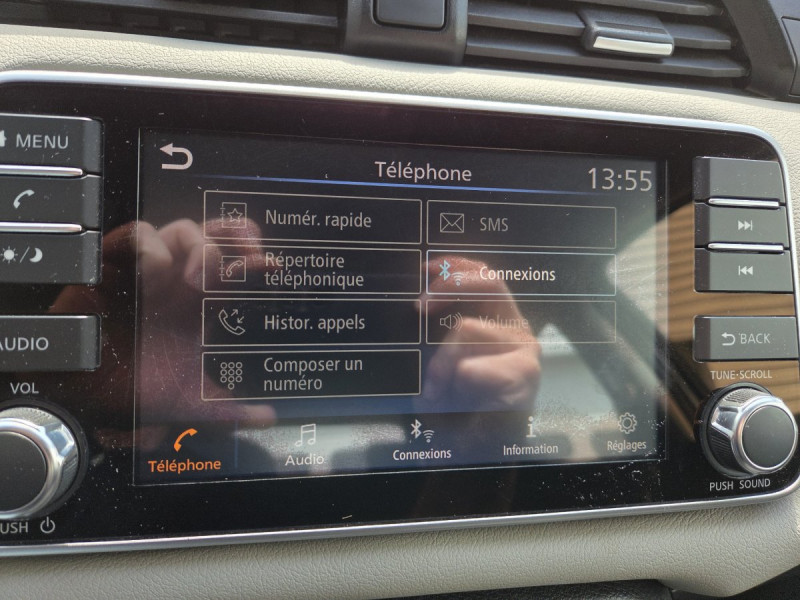 MENU
Téléphone
13:55
Numér. rapide
SMS
Répertoire
téléphonique
Connexions
Histor. appels
Volume
Composer un
numéro
AUDIO
BACK
VOL
TUNE·SCROLL
Téléphone
Audio
Connexions
Information
Réglages
PUSH
PUSH SOUND